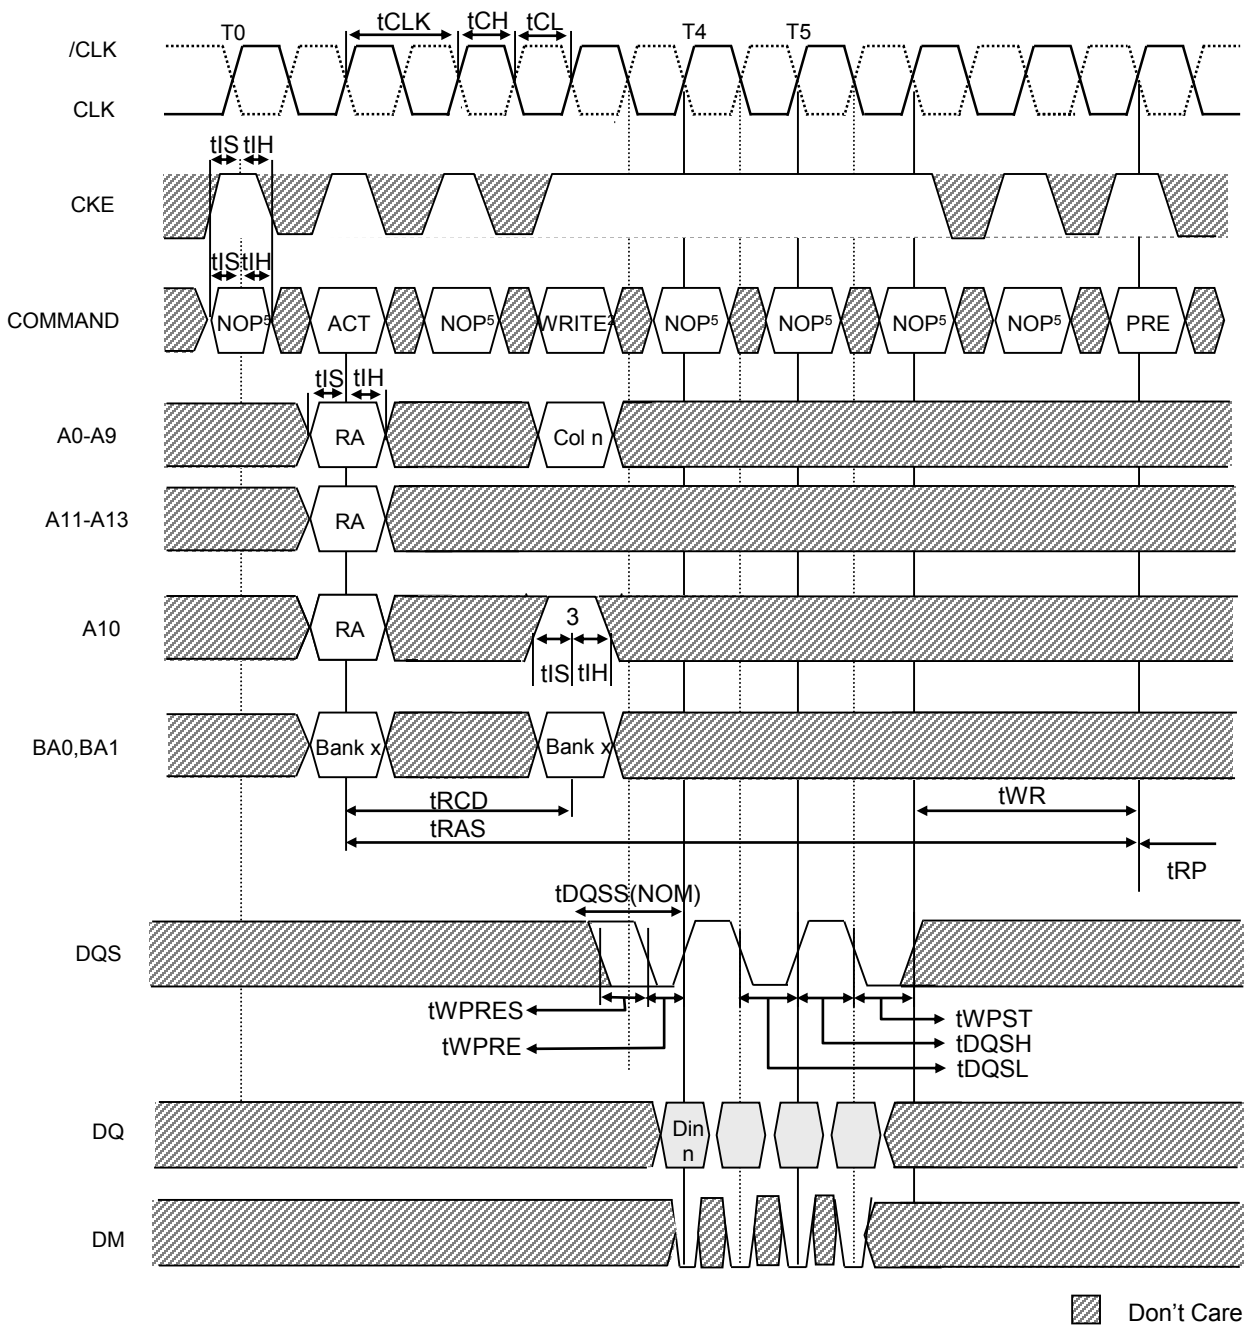 tCLK tCH tCL
T0 T4 T5
/CLK
CLK
tIS tIH
CKE
tIS tIH
COMMAND NOP⁵ ACT NOP⁵ WRITE² NOP⁵ NOP⁵ NOP⁵ NOP⁵ PRE
tIS tIH
A0-A9 RA Col n
A11-A13 RA
A10 RA 3
tIS tIH
BA0,BA1 Bank x Bank x
tRCD tWR
tRAS
tRP
tDQSS(NOM)
DQS
tWPRES tWPST
tWPRE tDQSH
tDQSL
DQ Din
n
DM
Don't Care